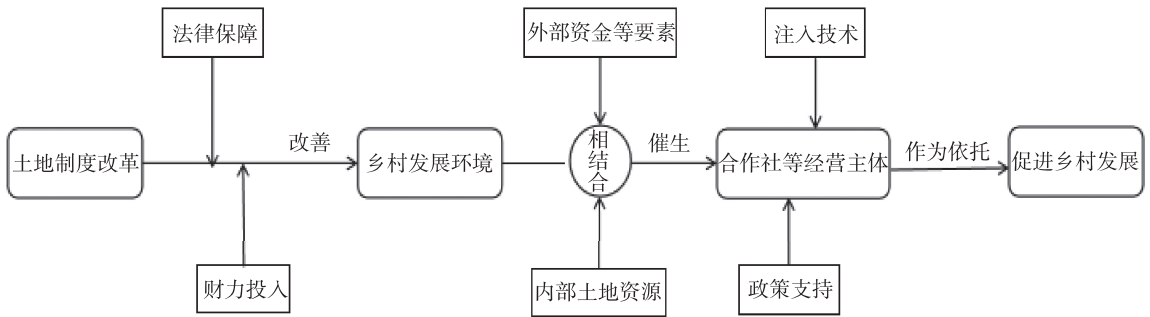 法律保障
外部资金等要素
注入技术
土地制度改革
改善
乡村发展环境
相
结
合
催生
合作社等经营主体
作为依托
促进乡村发展
财力投入
内部土地资源
政策支持